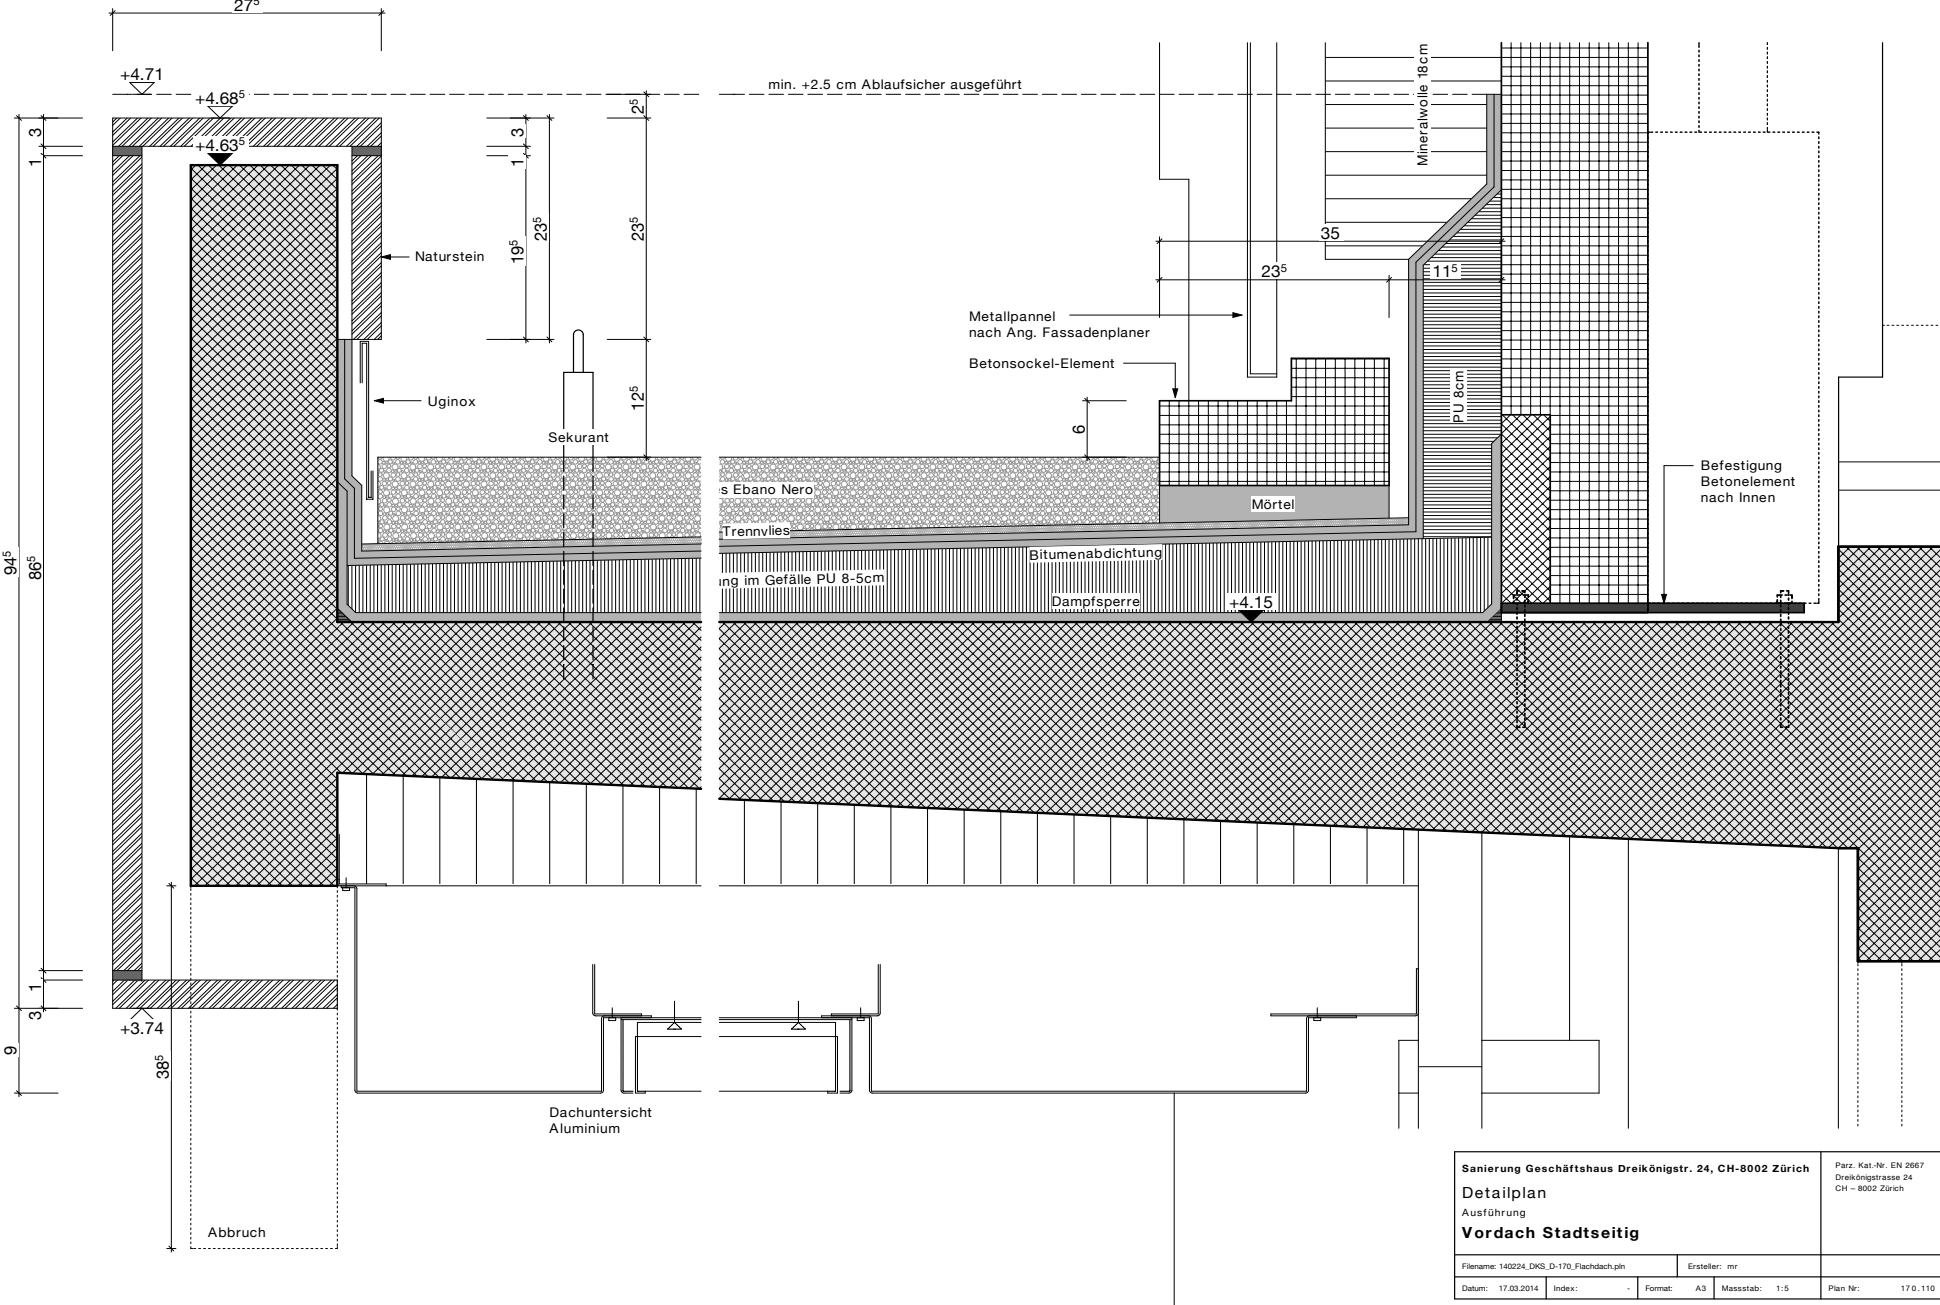 27⁵
+4.71
min. +2.5 cm Ablaufsicher ausgeführt
+4.68⁵
+4.63⁵
3
1
3
1
2⁵
23⁵
19⁵
23⁵
12⁵
Naturstein
Uginox
Sekurant
Mineralwolle 18cm
35
23⁵
11⁵
Metallpannel
nach Ang. Fassadenplaner
Betonsockel-Element
6
PU 8cm
Befestigung
Betonelement
nach Innen
s Ebano Nero
Mörtel
Trennvlies
Bitumenabdichtung
ng im Gefälle PU 8-5cm
Dampfsperre
+4.15
94⁵
86⁵
1
3
9
+3.74
38⁵
Abbruch
Dachuntersicht
Aluminium
Sanierung Geschäftshaus Dreikönigstr. 24, CH-8002 Zürich
Detailplan
Ausführung
Vordach Stadtseitig
Parz. Kat.-Nr. EN 2667
Dreikönigstrasse 24
CH – 8002 Zürich
Filename: 140224_DKS_D-170_Flachdach.pln
Ersteller: mr
Datum: 17.03.2014 Index: - Format: A3 Massstab: 1:5 Plan Nr: 170.110